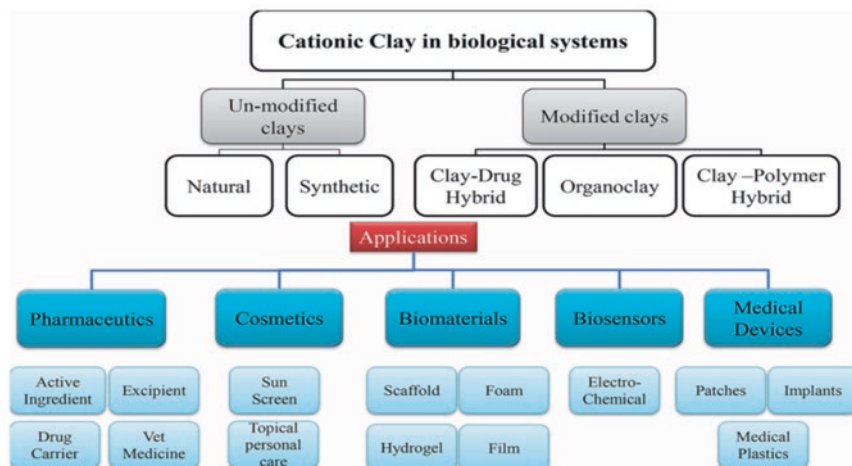 Cationic Clay in biological systems
Un-modified
clays
Modified clays
Natural
Synthetic
Clay-Drug
Hybrid
Organoclay
Clay –Polymer
Hybrid
Applications
Pharmaceutics
Cosmetics
Biomaterials
Biosensors
Medical
Devices
Active
Ingredient
Excipient
Sun
Screen
Scaffold
Foam
Electro-
Chemical
Patches
Implants
Drug
Carrier
Vet
Medicine
Topical
personal
care
Hydrogel
Film
Medical
Plastics